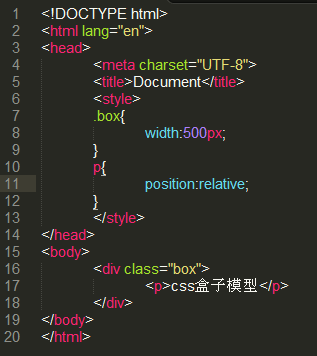 1 <!DOCTYPE html>
2 <html lang="en">
3 <head>
4 <meta charset="UTF-8">
5 <title>Document</title>
6 <style>
7 .box{
8 width:500px;
9 }
10 p{
11 position:relative;
12 }
13 </style>
14 </head>
15 <body>
16 <div class="box">
17 <p>css盒子模型</p>
18 </div>
19 </body>
20 </html>